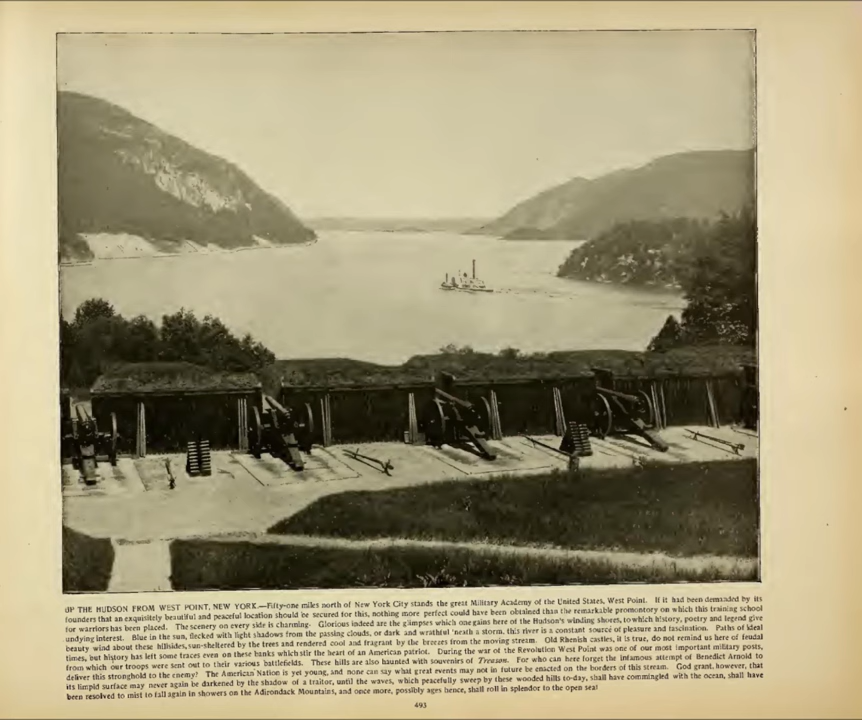 UP THE HUDSON FROM WEST POINT, NEW YORK.—Fifty-one miles north of New York City stands the great Military Academy of the United States, West Point. If it had been demanded by its
founders that an exquisitely beautiful and peaceful location should be secured for this, nothing more perfect could have been obtained than the remarkable promontory on which this training school
for warriors has been placed. The scenery on every side is charming. Glorious indeed are the glimpses which one gains here of the Hudson's winding shores, to which history, poetry and legend give
undying interest. Blue in the sun, flecked with light shadows from the passing clouds, or dark and wrathful 'neath a storm, this river is a constant source of pleasure and fascination. Paths of ideal
beauty wind about these hillsides, sun-sheltered by the trees and rendered cool and fragrant by the breezes from the moving stream. Old Rhenish castles, it is true, do not remind us here of feudal
times, but history has left some traces even on these banks which stir the heart of an American patriot. During the war of the Revolution West Point was one of our most important military posts,
from which our troops were sent out to their various battlefields. These hills are also haunted with souvenirs of Treason. For who can here forget the infamous attempt of Benedict Arnold to
deliver this stronghold to the enemy? The American Nation is yet young, and none can say what great events may not in future be enacted on the borders of this stream. God grant, however, that
its limpid surface may never again be darkened by the shadow of a traitor, until the waves, which peacefully sweep by these wooded hills to-day, shall have commingled with the ocean, shall have
been resolved to mist to fall again in showers on the Adirondack Mountains, and once more, possibly ages hence, shall roll in splendor to the open sea!
493